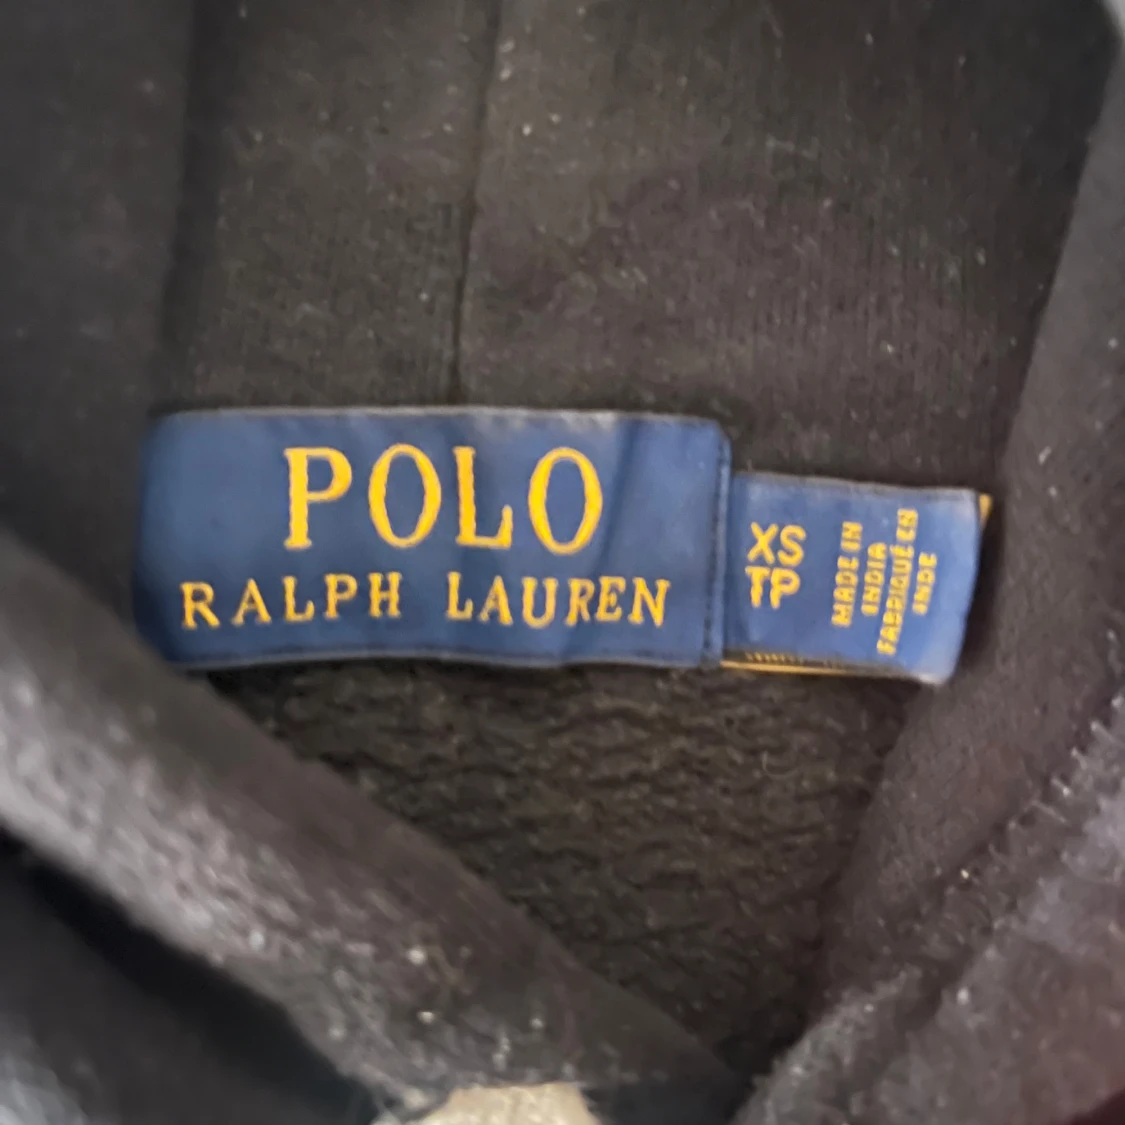 POLO
RALPH LAUREN
XS
TP
MADE IN
INDIA
FABRIQUÉ EN
INDE